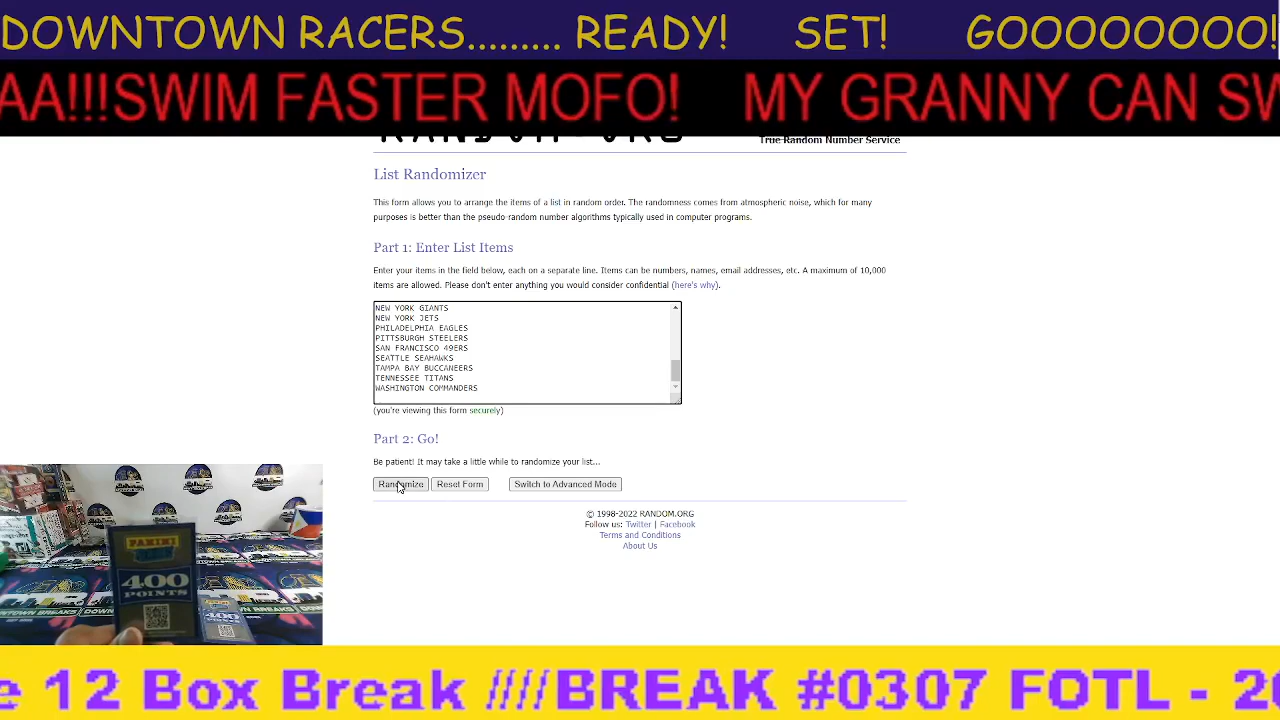 DOWNTOWN RACERS......... READY! SET! GOOOOOOOO!
AA!!!SWIM FASTER MOFO! MY GRANNY CAN SW
True Random Number Service
List Randomizer
This form allows you to arrange the items of a list in random order. The randomness comes from atmospheric noise, which for many
purposes is better than the pseudo-random number algorithms typically used in computer programs.
Part 1: Enter List Items
Enter your items in the field below, each on a separate line. Items can be numbers, names, email addresses, etc. A maximum of 10,000
items are allowed. Please don't enter anything you would consider confidential (here's why).
NEW YORK GIANTS
NEW YORK JETS
PHILADELPHIA EAGLES
PITTSBURGH STEELERS
SAN FRANCISCO 49ERS
SEATTLE SEAHAWKS
TAMPA BAY BUCCANEERS
TENNESSEE TITANS
WASHINGTON COMMANDERS
(you're viewing this form securely)
Part 2: Go!
Be patient! It may take a little while to randomize your list...
Randomize Reset Form Switch to Advanced Mode
© 1998-2022 RANDOM.ORG
Follow us: Twitter | Facebook
Terms and Conditions
About Us
PANINI
400
POINTS
400
POINTS
e 12 Box Break ////BREAK #0307 FOTL - 20